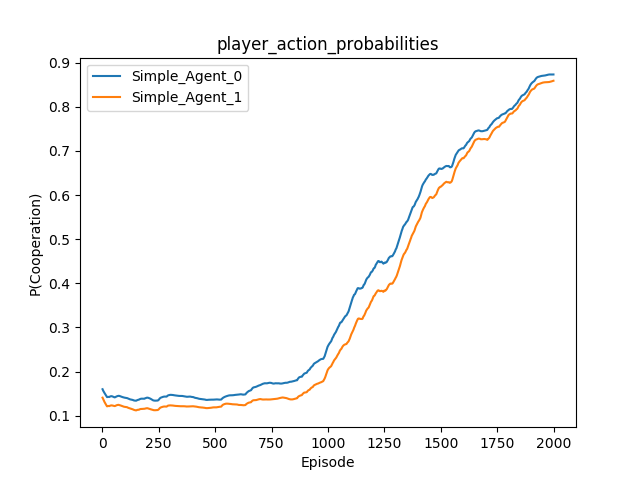 player_action_probabilities
Simple_Agent_0
Simple_Agent_1
P(Cooperation)
0.9
0.8
0.7
0.6
0.5
0.4
0.3
0.2
0.1
0 250 500 750 1000 1250 1500 1750 2000
Episode